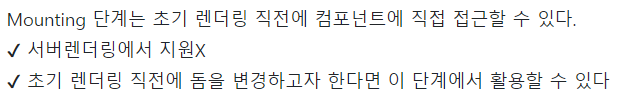 Mounting 단계는 초기 렌더링 직전에 컴포넌트에 직접 접근할 수 있다.
✔ 서버렌더링에서 지원X
✔ 초기 렌더링 직전에 돔을 변경하고자 한다면 이 단계에서 활용할 수 있다